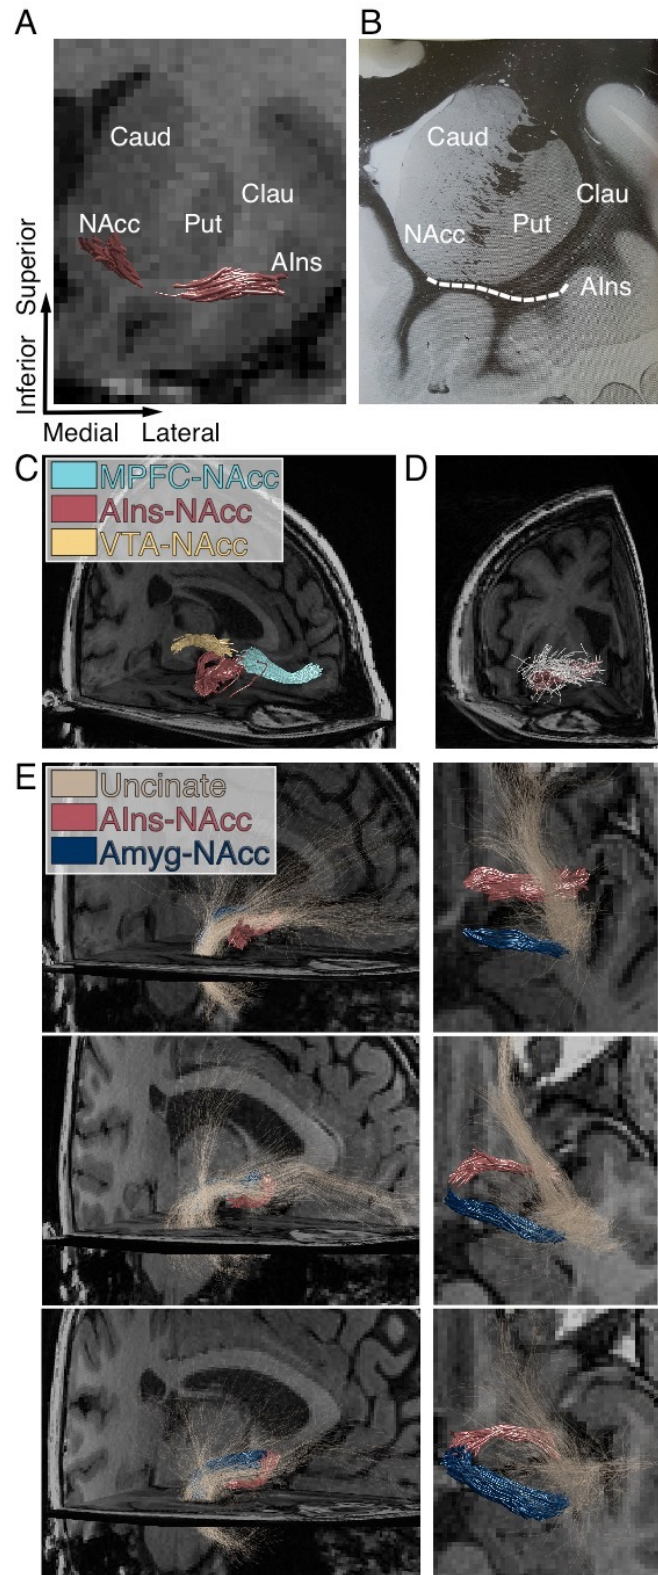 A
B
Caud
Clau
NAcc
Put
AIns
Caud
Clau
Put
NAcc
AIns
Superior
Inferior
Medial Lateral
C
D
MPFC-NAcc
AIns-NAcc
VTA-NAcc
E
Uncinate
AIns-NAcc
Amyg-NAcc